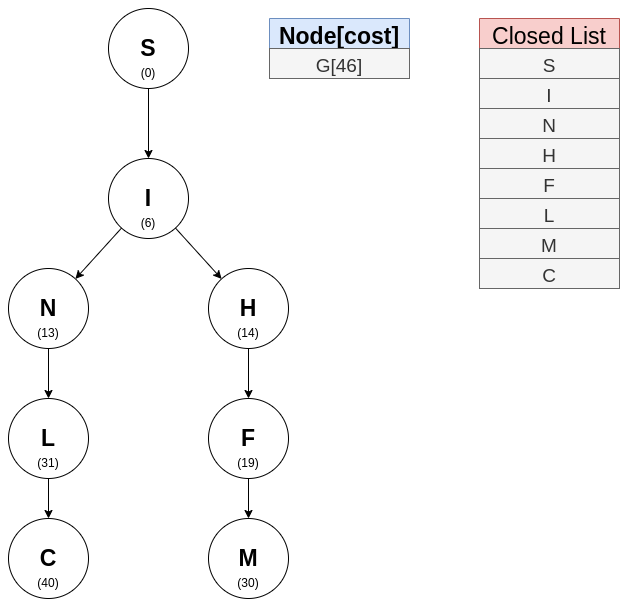 S
(0)
I
(6)
N
(13)
H
(14)
L
(31)
F
(19)
C
(40)
M
(30)
Node[cost]
G[46]
Closed List
S
I
N
H
F
L
M
C